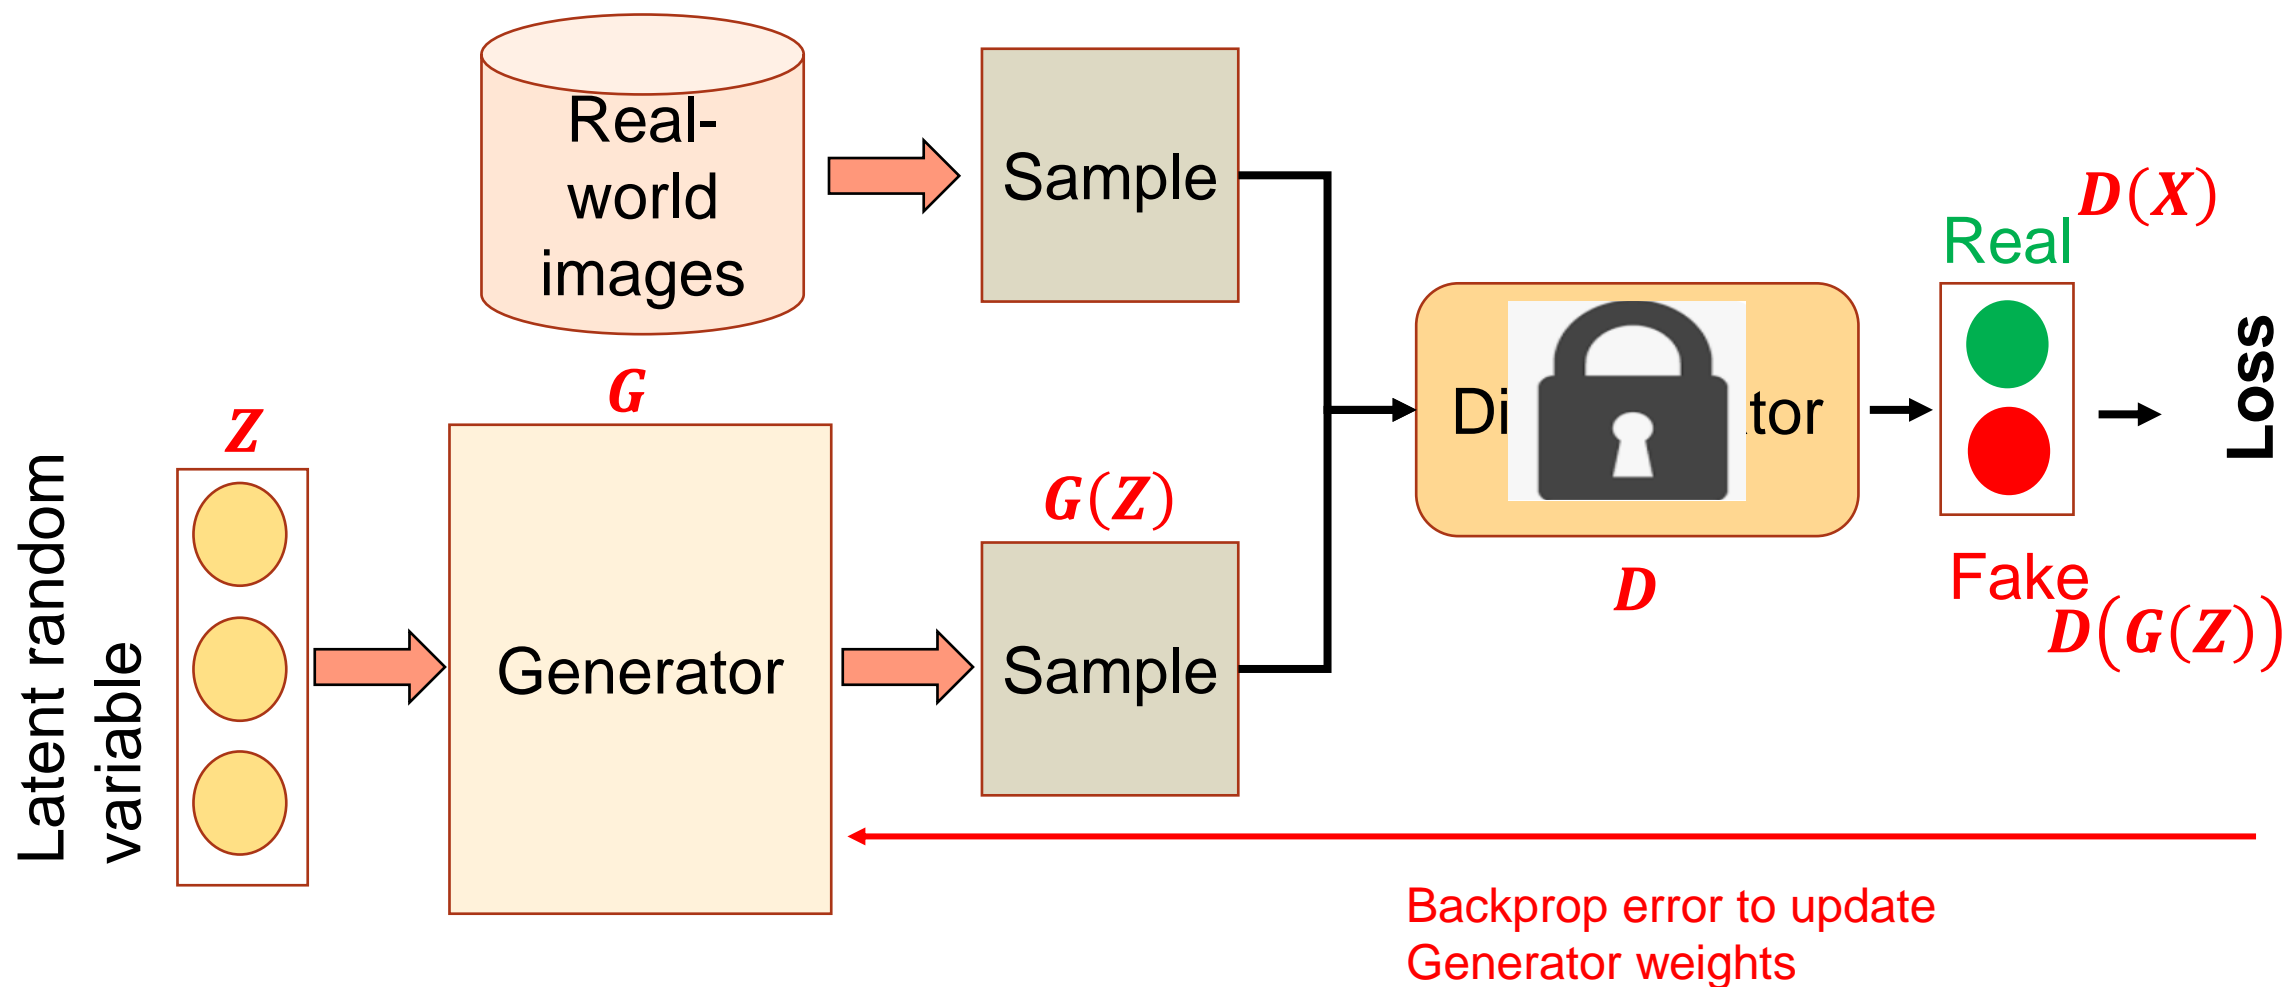 Real-
world
images
Sample
D(X)
Real
Loss
G
Z
Di tor
G(Z)
Latent random
variable
Generator
Sample
D
Fake
D(G(Z))
Backprop error to update
Generator weights